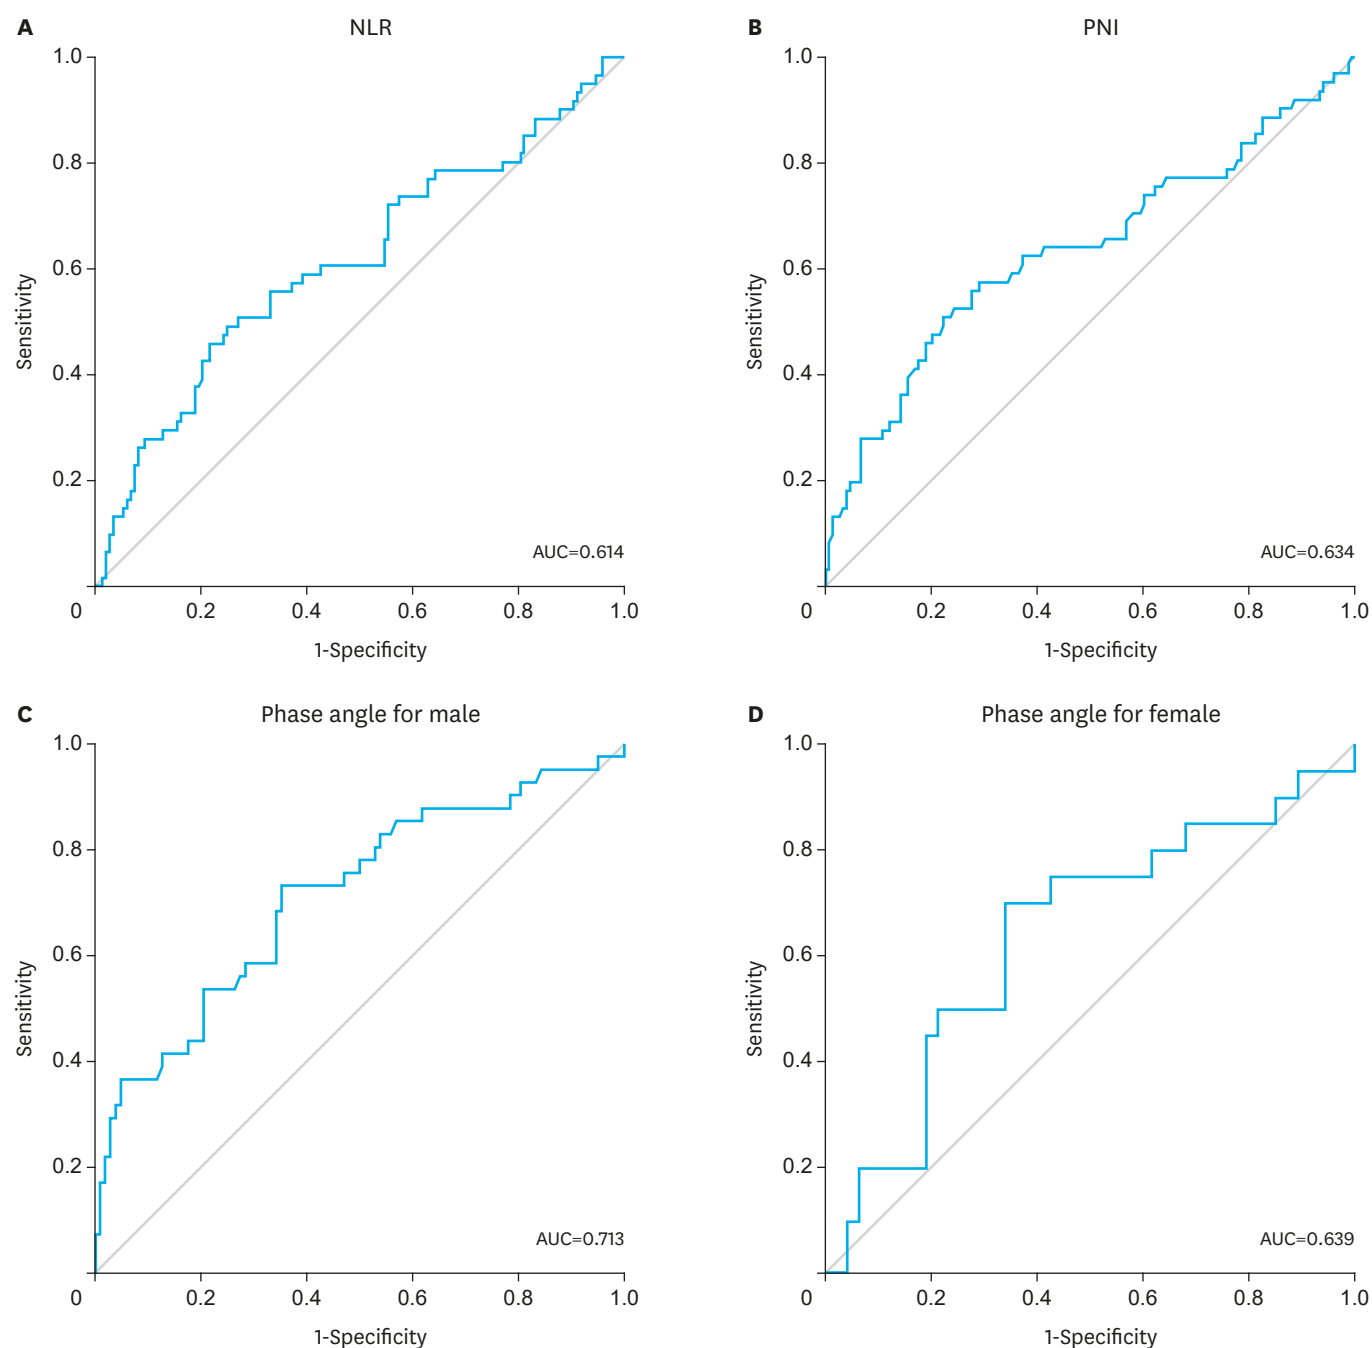 A
NLR
1.0
0.8
0.6
0.4
0.2
Sensitivity
AUC=0.614
0 0.2 0.4 0.6 0.8 1.0
1-Specificity
B
PNI
1.0
0.8
0.6
0.4
0.2
Sensitivity
AUC=0.634
0 0.2 0.4 0.6 0.8 1.0
1-Specificity
C
Phase angle for male
1.0
0.8
0.6
0.4
0.2
Sensitivity
AUC=0.713
0 0.2 0.4 0.6 0.8 1.0
1-Specificity
D
Phase angle for female
1.0
0.8
0.6
0.4
0.2
Sensitivity
AUC=0.639
0 0.2 0.4 0.6 0.8 1.0
1-Specificity